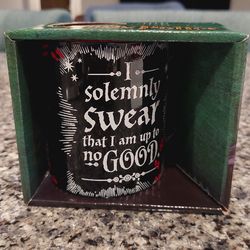 I
solemnly
swear
that I am up to
no GOOD.